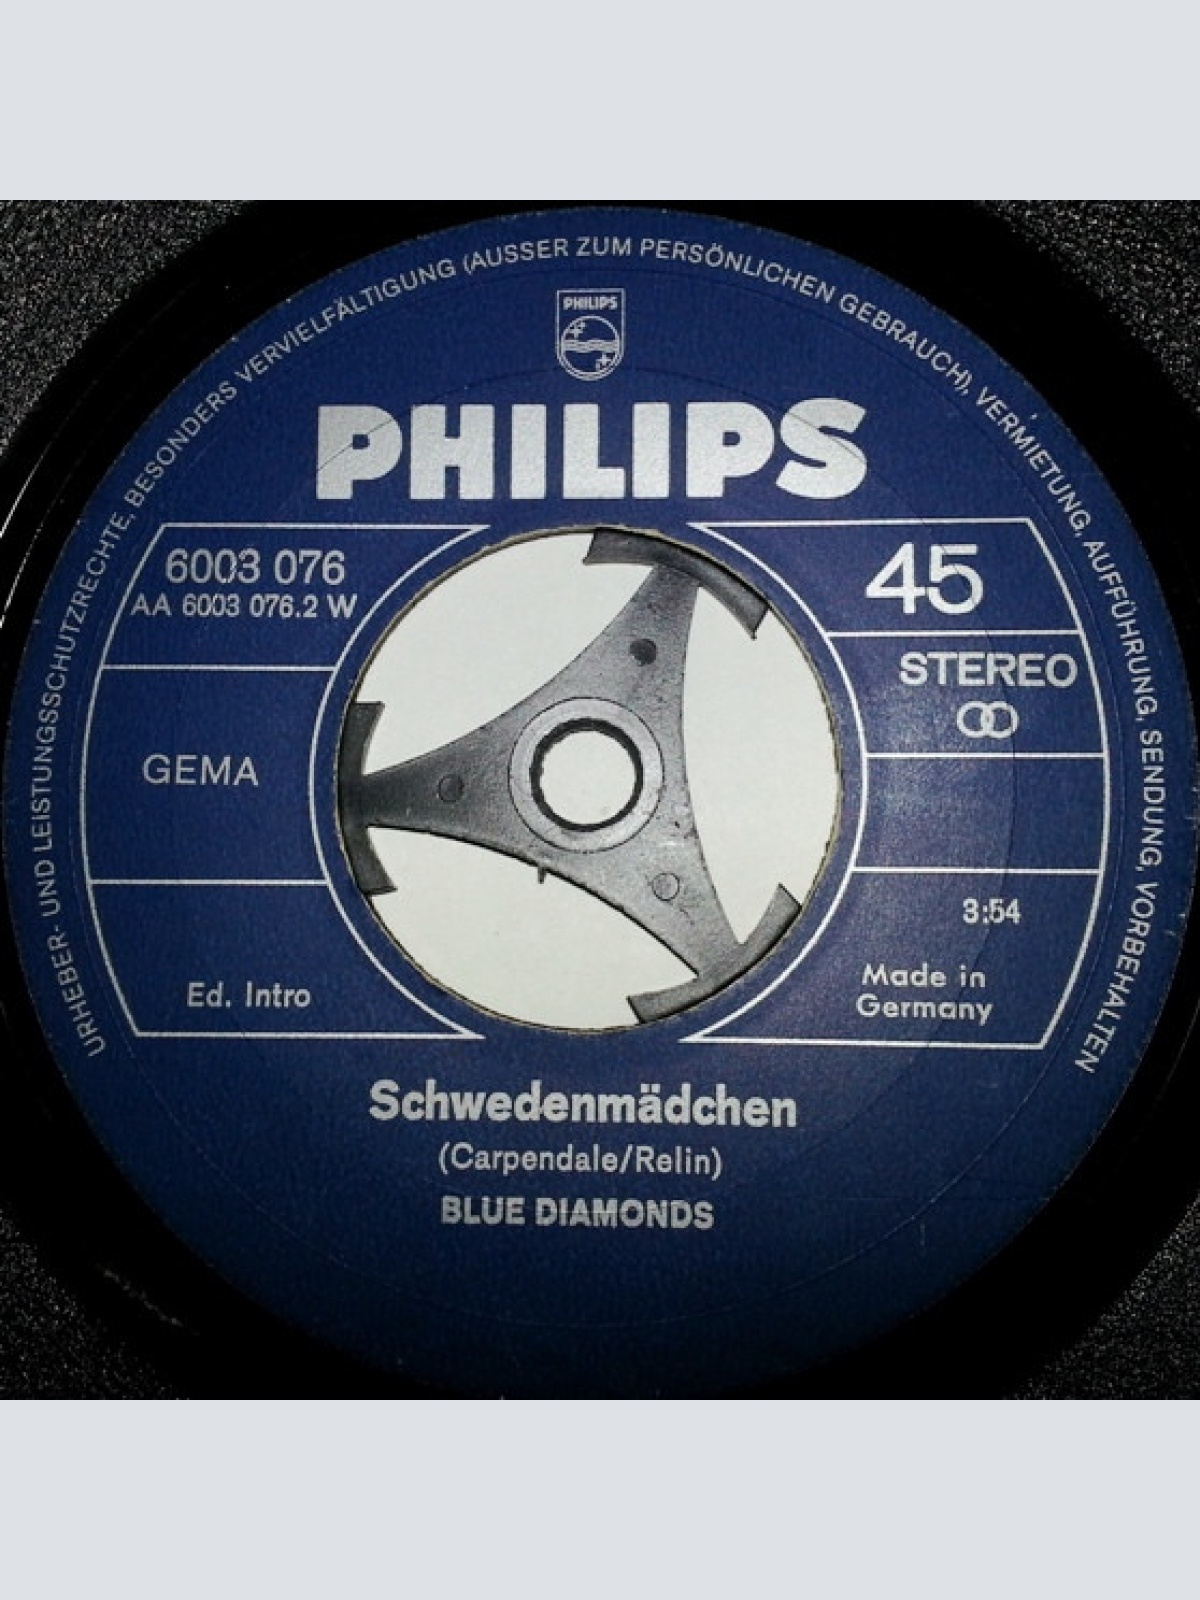 URHEBER- UND LEISTUNGSSCHUTZRECHTE, BESONDERS VERVIELFÄLTIGUNG (AUSSER ZUM PERSÖNLICHEN GEBRAUCH), VERMIETUNG, AUFFÜHRUNG, SENDUNG, VORBEHALTEN
PHILIPS
PHILIPS
6003 076
AA 6003 076.2 W
GEMA
Ed. Intro
45
STEREO
3:54
Made in
Germany
Schwedenmädchen
(Carpendale/Relin)
BLUE DIAMONDS